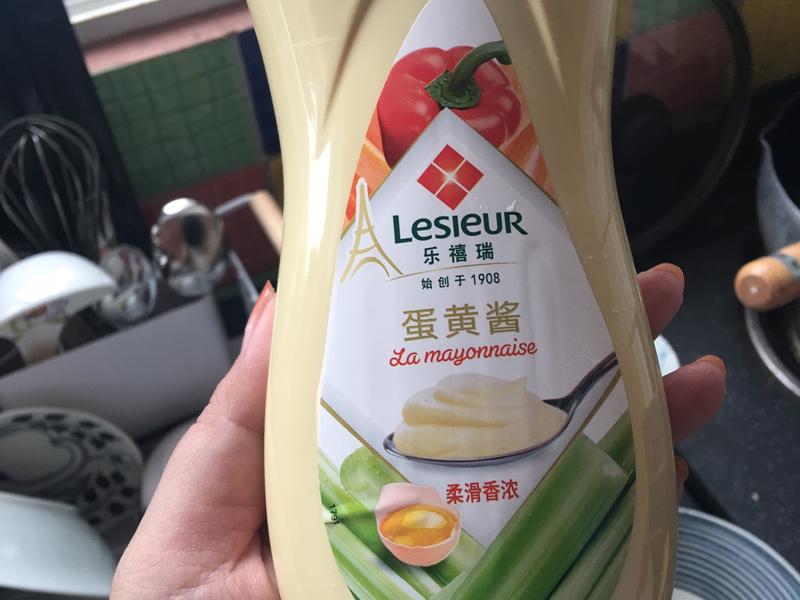 Lesieur
乐禧瑞
始创于1908
蛋黄酱
La mayonnaise
柔滑香浓